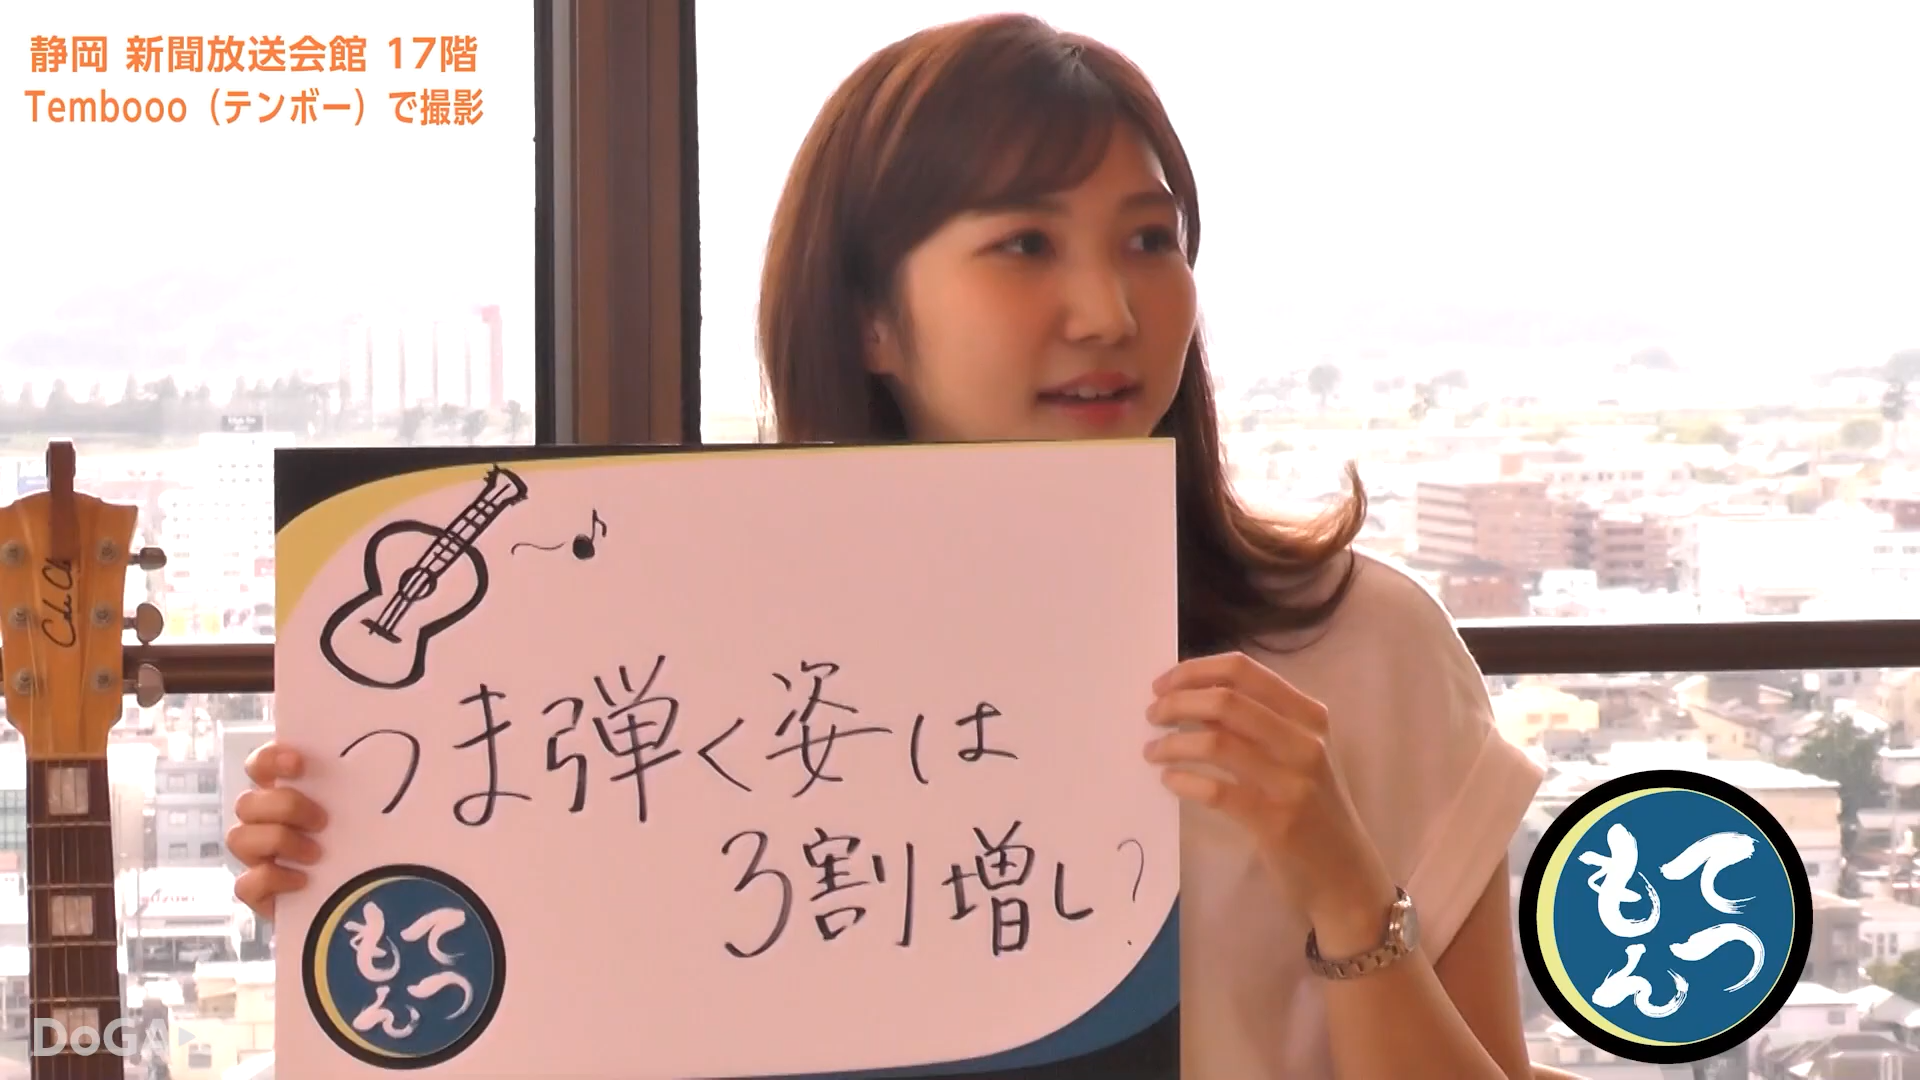 静岡 新聞放送会館 17階
Tembooo（テンボー）で撮影
つま弾く姿は
3割増し?
てつ
もん
てつ
もん
DoGA